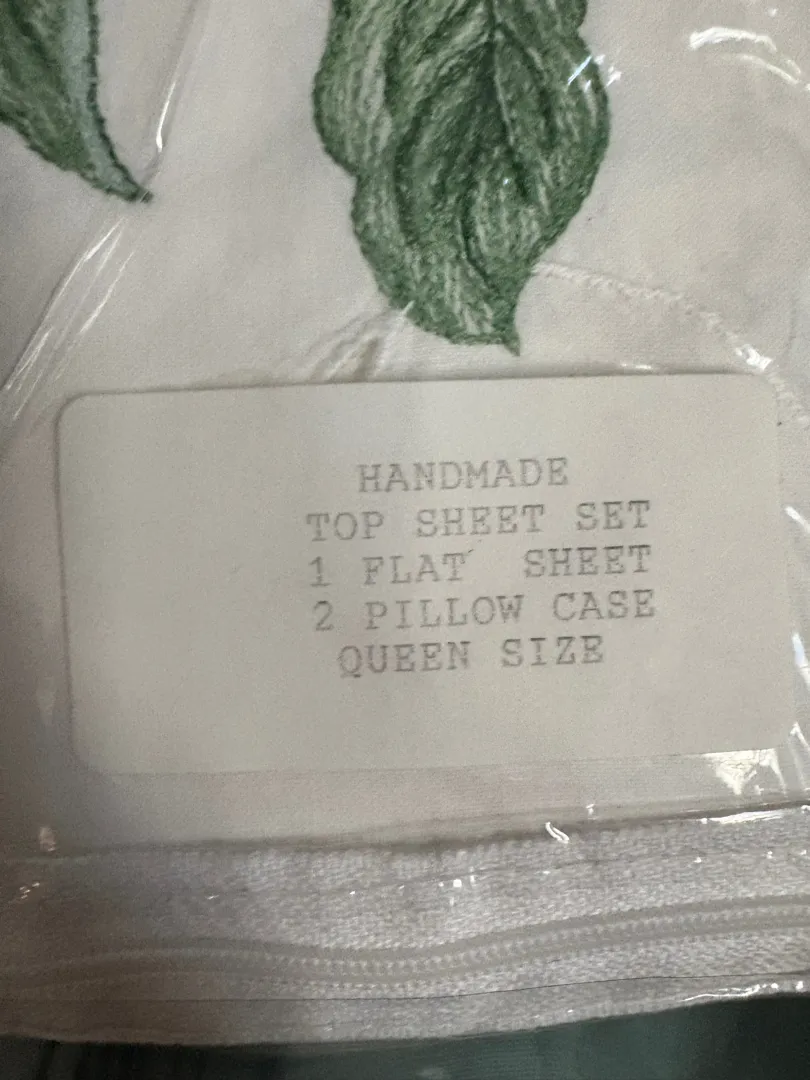 HANDMADE
TOP SHEET SET
1 FLAT SHEET
2 PILLOW CASE
QUEEN SIZE